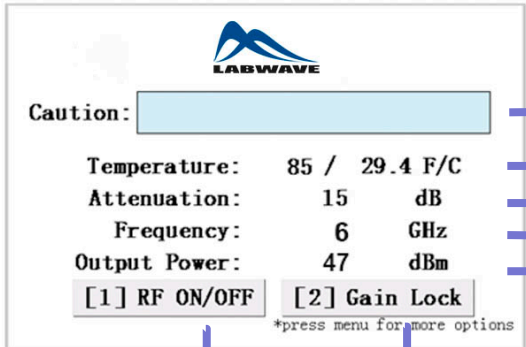 LABWAVE
Caution:
Temperature: 85 / 29.4 F/C
Attenuation: 15 dB
Frequency: 6 GHz
Output Power: 47 dBm
[1] RF ON/OFF [2] Gain Lock
*press menu for more options